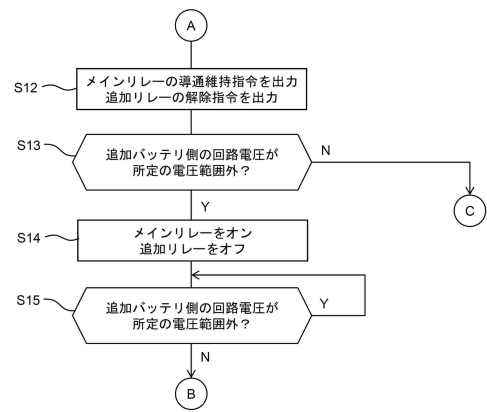 A
S12
メインリレーの導通維持指令を出力
追加リレーの解除指令を出力
S13
追加バッテリ側の回路電圧が
所定の電圧範囲外？
N
C
Y
S14
メインリレーをオン
追加リレーをオフ
S15
追加バッテリ側の回路電圧が
所定の電圧範囲外？
Y
N
B